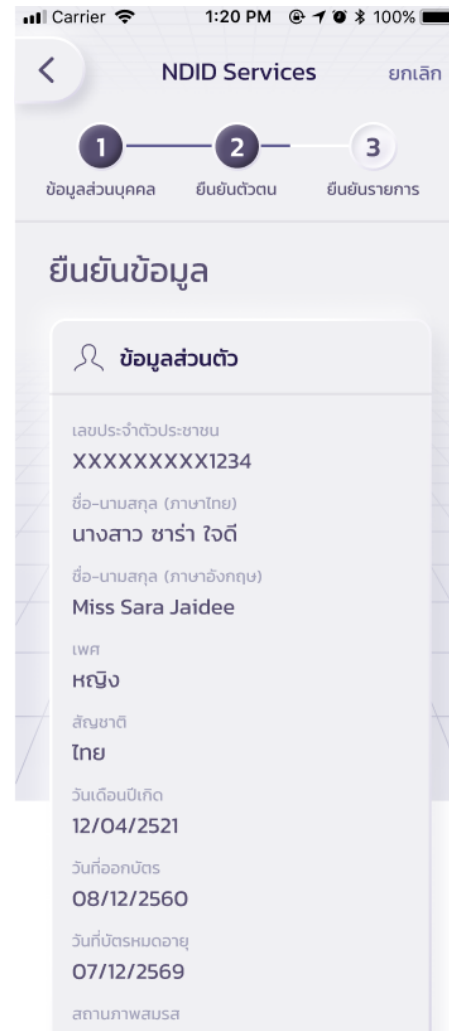 Carrier 1:20 PM 100%
NDID Services ยกเลิก
1 2 3
ข้อมูลส่วนบุคคล ยืนยันตัวตน ยืนยันรายการ
ยืนยันข้อมูล
ข้อมูลส่วนตัว
เลขประจำตัวประชาชน
XXXXXXXXX1234
ชื่อ-นามสกุล (ภาษาไทย)
นางสาว ซาร่า ใจดี
ชื่อ-นามสกุล (ภาษาอังกฤษ)
Miss Sara Jaidee
เพศ
หญิง
สัญชาติ
ไทย
วันเดือนปีเกิด
12/04/2521
วันที่ออกบัตร
08/12/2560
วันที่บัตรหมดอายุ
07/12/2569
สถานภาพสมรส